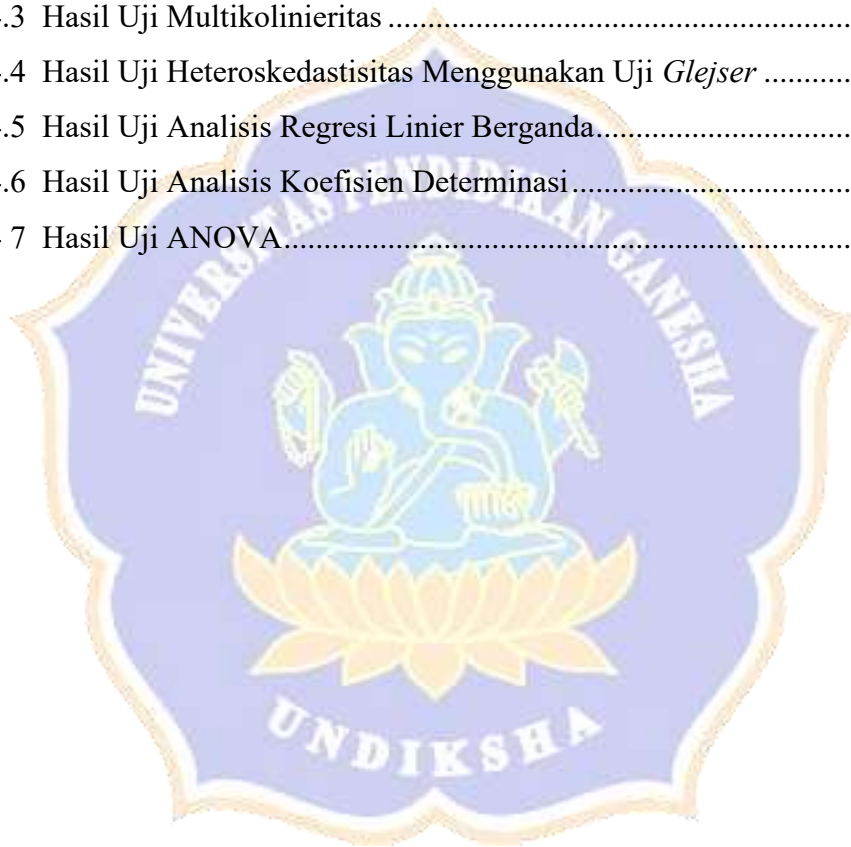 .3 Hasil Uji Multikolinieritas ..........................................................
.4 Hasil Uji Heteroskedastisitas Menggunakan Uji Glejser ...........
.5 Hasil Uji Analisis Regresi Linier Berganda................................
.6 Hasil Uji Analisis Koefisien Determinasi...................................
7 Hasil Uji ANOVA.......................................................................
UNIVERSITAS PENDIDIKAN GANESHA
UNDIKSHA